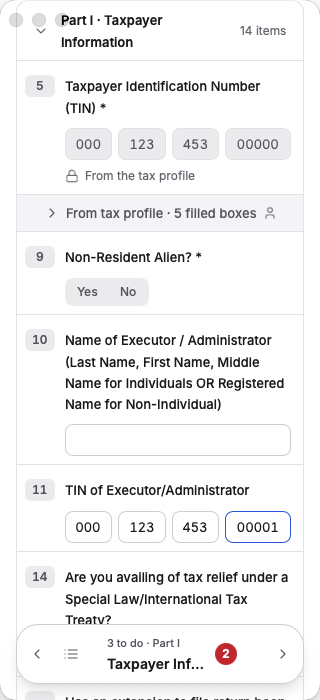 Part I · Taxpayer
Information
14 items
5
Taxpayer Identification Number
(TIN) *
000 123 453 00000
From the tax profile
From tax profile · 5 filled boxes
9
Non-Resident Alien? *
Yes No
10
Name of Executor / Administrator
(Last Name, First Name, Middle
Name for Individuals OR Registered
Name for Non-Individual)
11
TIN of Executor/Administrator
000 123 453 00001
14
Are you availing of tax relief under a
Special Law/International Tax
Treaty?
3 to do · Part I
Taxpayer Inf...
2